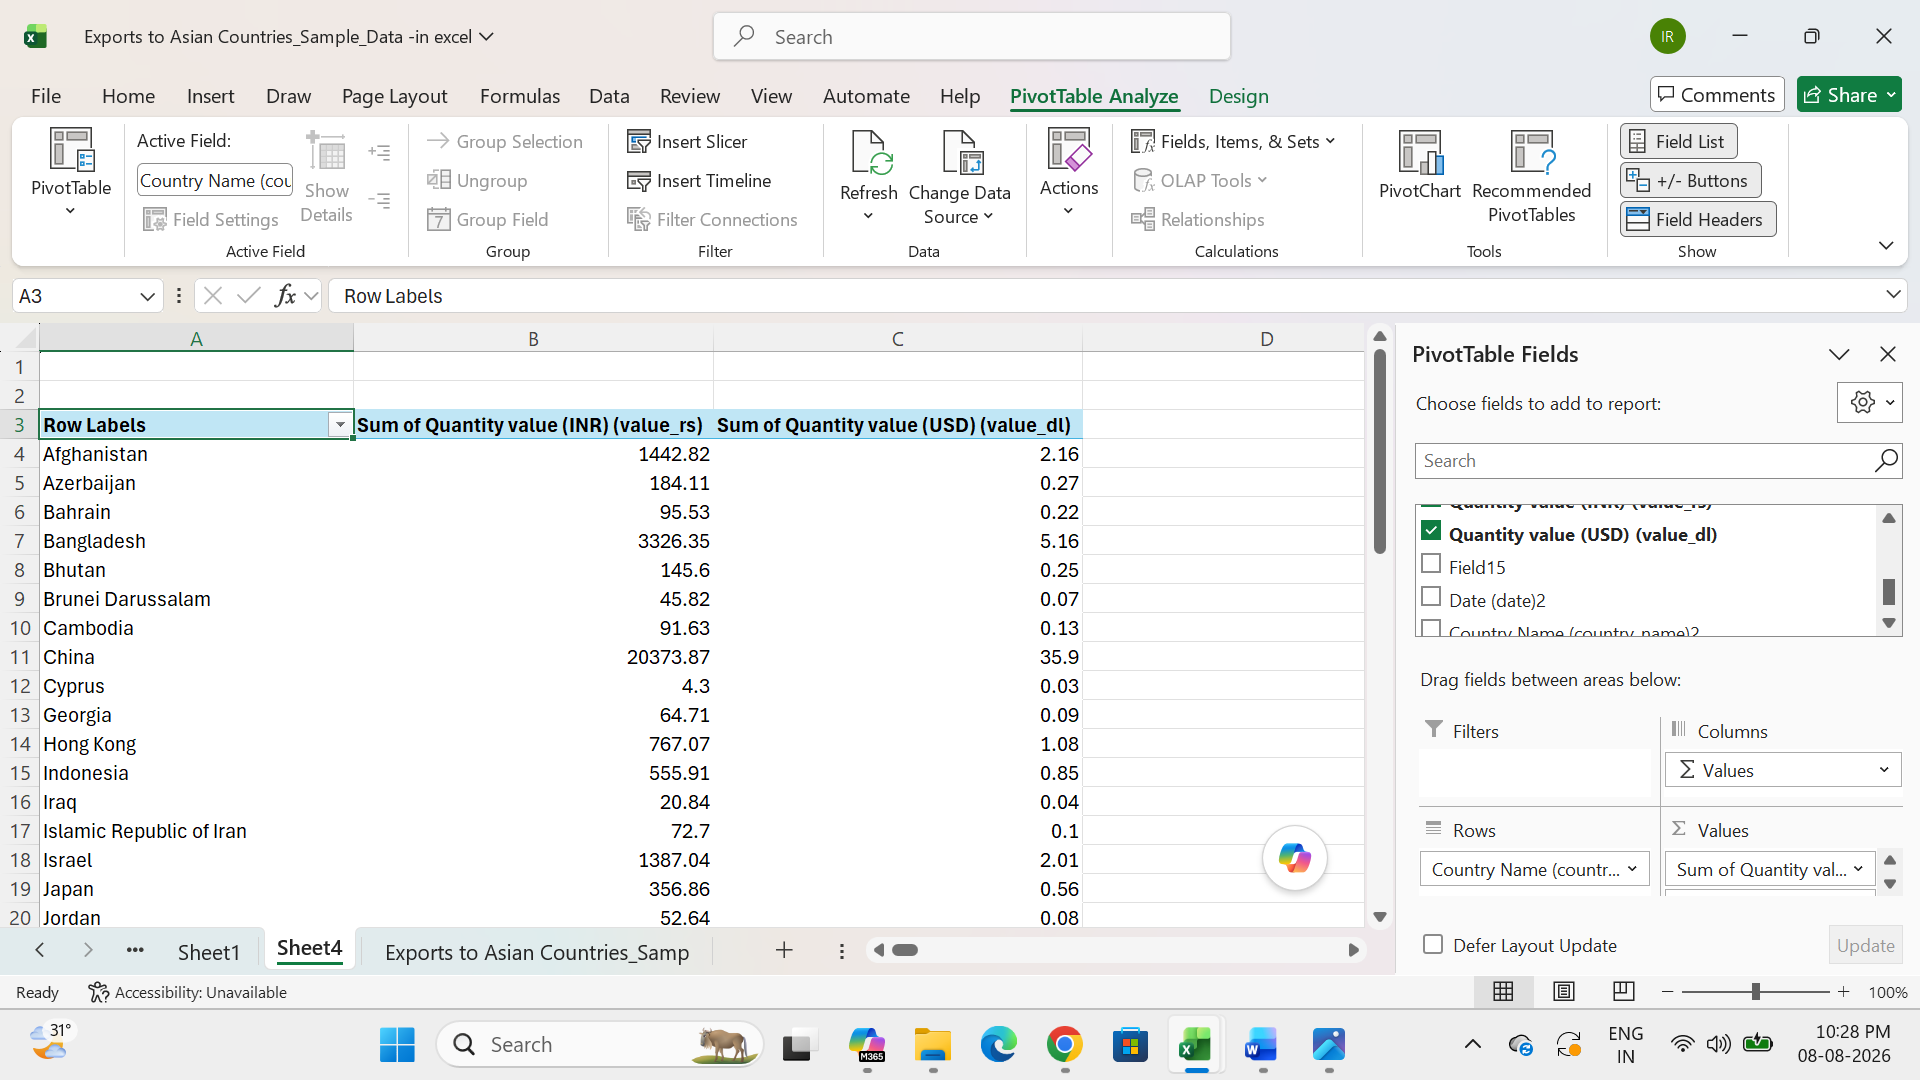 Exports to Asian Countries_Sample_Data -in excel
Search
IR
File Home Insert Draw Page Layout Formulas Data Review View Automate Help PivotTable Analyze Design
Comments Share
PivotTable
Active Field:
Country Name (cou
Field Settings
Show
Details
Active Field
Group Selection
Ungroup
Group Field
Group
Insert Slicer
Insert Timeline
Filter Connections
Filter
Refresh
Change Data
Source
Data
Actions
Fields, Items, & Sets
OLAP Tools
Relationships
Calculations
PivotChart
Recommended
PivotTables
Tools
Field List
+/- Buttons
Field Headers
Show
A3 fx Row Labels
A B C D
1
2
3 Row Labels Sum of Quantity value (INR) (value_rs) Sum of Quantity value (USD) (value_dl)
4 Afghanistan 1442.82 2.16
5 Azerbaijan 184.11 0.27
6 Bahrain 95.53 0.22
7 Bangladesh 3326.35 5.16
8 Bhutan 145.6 0.25
9 Brunei Darussalam 45.82 0.07
10 Cambodia 91.63 0.13
11 China 20373.87 35.9
12 Cyprus 4.3 0.03
13 Georgia 64.71 0.09
14 Hong Kong 767.07 1.08
15 Indonesia 555.91 0.85
16 Iraq 20.84 0.04
17 Islamic Republic of Iran 72.7 0.1
18 Israel 1387.04 2.01
19 Japan 356.86 0.56
20 Jordan 52.64 0.08
PivotTable Fields
Choose fields to add to report:
Search
Quantity value (INR) (value_rs)
Quantity value (USD) (value_dl)
Field15
Date (date)2
Country Name (country_name)2
Drag fields between areas below:
Filters
Columns
Σ Values
Rows
Country Name (countr...
Σ Values
Sum of Quantity val...
Defer Layout Update
Update
Sheet1 Sheet4 Exports to Asian Countries_Samp
Ready
Accessibility: Unavailable
100%
31°
Search
M365
ENG
IN
10:28 PM
08-08-2026